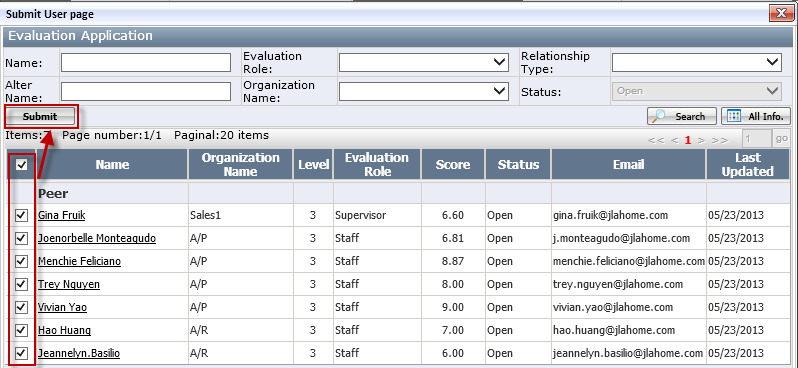 Submit User page
Evaluation Application
Name: Evaluation Role: Relationship Type:
Alter Name: Organization Name: Status: Open
Submit Search All Info.
Items:7 Page number:1/1 Paginal:20 items << < 1 > >> 1 go
Name Organization Name Level Evaluation Role Score Status Email Last Updated
Peer
Gina Fruik Sales1 3 Supervisor 6.60 Open gina.fruik@jlahome.com 05/23/2013
Joenorbelle Monteagudo A/P 3 Staff 6.81 Open j.monteagudo@jlahome.com 05/23/2013
Menchie Feliciano A/P 3 Staff 8.87 Open menchie.feliciano@jlahome.com 05/23/2013
Trey Nguyen A/P 3 Staff 8.00 Open trey.nguyen@jlahome.com 05/23/2013
Vivian Yao A/P 3 Staff 9.00 Open vivian.yao@jlahome.com 05/23/2013
Hao Huang A/R 3 Staff 7.00 Open hao.huang@jlahome.com 05/23/2013
Jeannelyn.Basilio A/R 3 Staff 6.00 Open jeannelyn.basilio@jlahome.com 05/23/2013